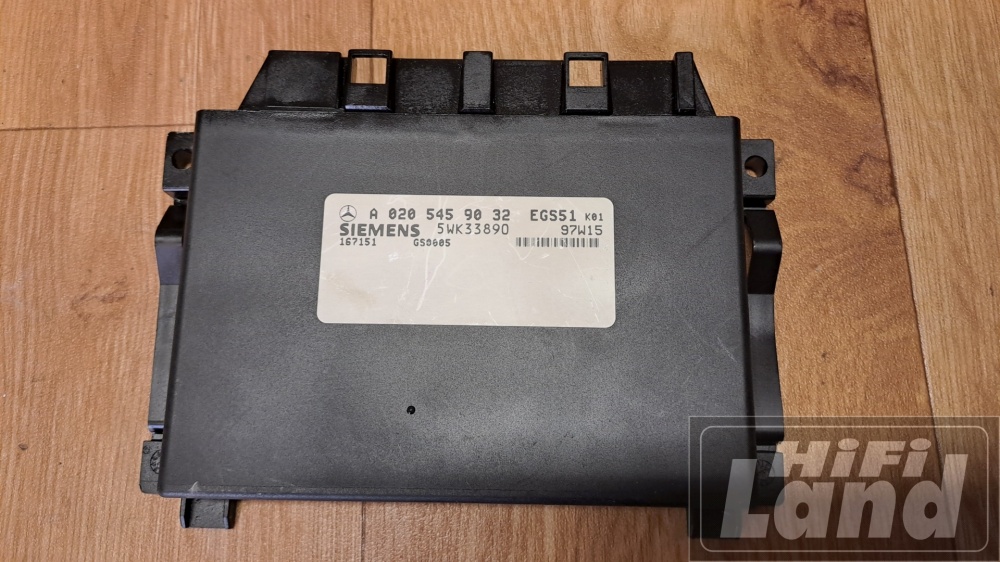 A 020 545 90 32 EGS51 K01
SIEMENS 5WK33890 97W15
167151 GS0605
HiFi
Land